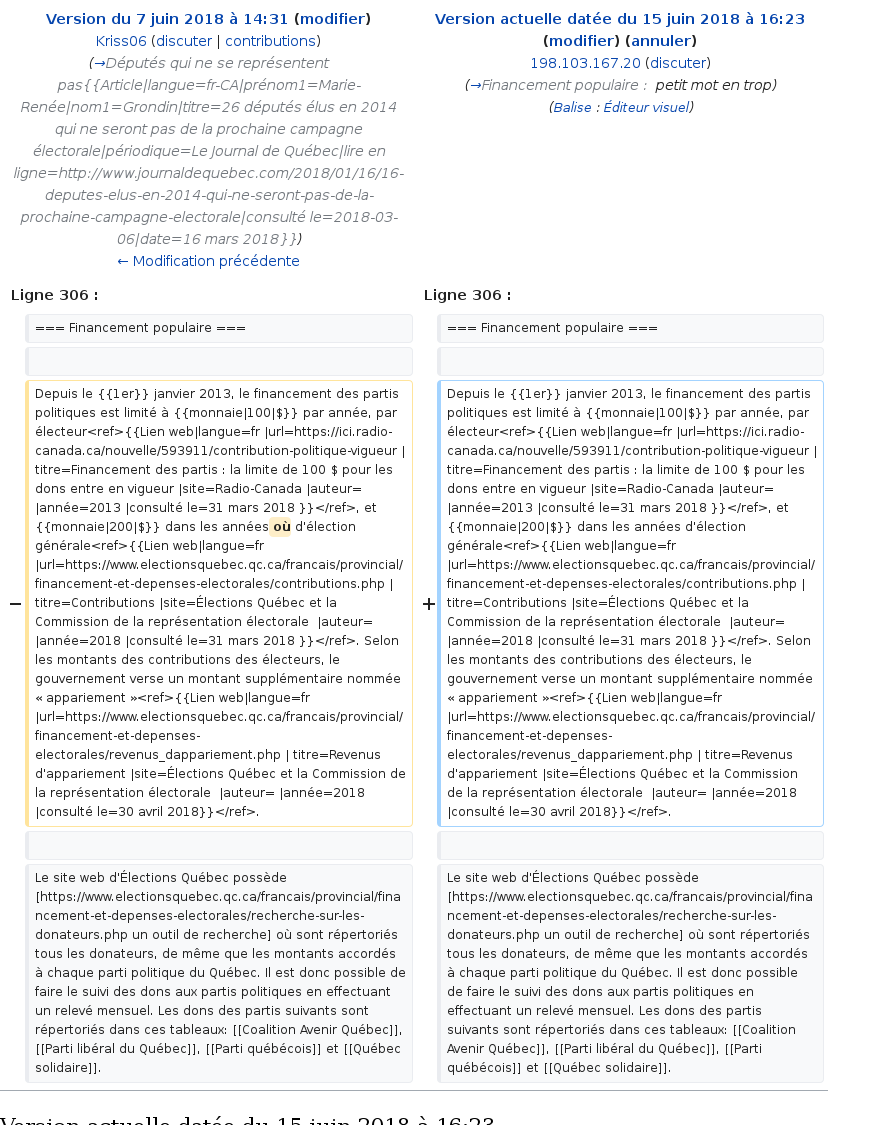 Version du 7 juin 2018 à 14:31 (modifier)
Kriss06 (discuter | contributions)
(→Députés qui ne se représentent
pas{{Article|langue=fr-CA|prénom1=Marie-
Renée|nom1=Grondin|titre=26 députés élus en 2014
qui ne seront pas de la prochaine campagne
électorale|périodique=Le Journal de Québec|lire en
ligne=http://www.journaldequebec.com/2018/01/16/16-
deputes-elus-en-2014-qui-ne-seront-pas-de-la-
prochaine-campagne-electorale|consulté le=2018-03-
06|date=16 mars 2018}})
← Modification précédente
Version actuelle datée du 15 juin 2018 à 16:23
(modifier) (annuler)
198.103.167.20 (discuter)
(→Financement populaire :  petit mot en trop)
(Balise : Éditeur visuel)
Ligne 306 :
=== Financement populaire ===
−
Depuis le {{1er}} janvier 2013, le financement des partis
politiques est limité à {{monnaie|100|$}} par année, par
électeur<ref>{{Lien web|langue=fr |url=https://ici.radio-
canada.ca/nouvelle/593911/contribution-politique-vigueur |
titre=Financement des partis : la limite de 100 $ pour les
dons entre en vigueur |site=Radio-Canada |auteur=
|année=2013 |consulté le=31 mars 2018 }}</ref>, et
{{monnaie|200|$}} dans les années où d'élection
générale<ref>{{Lien web|langue=fr
|url=https://www.electionsquebec.qc.ca/francais/provincial/
financement-et-depenses-electorales/contributions.php |
titre=Contributions |site=Élections Québec et la
Commission de la représentation électorale  |auteur=
|année=2018 |consulté le=31 mars 2018 }}</ref>. Selon
les montants des contributions des électeurs, le
gouvernement verse un montant supplémentaire nommée
« appariement »<ref>{{Lien web|langue=fr
|url=https://www.electionsquebec.qc.ca/francais/provincial/
financement-et-depenses-
electorales/revenus_dappariement.php | titre=Revenus
d'appariement |site=Élections Québec et la Commission de
la représentation électorale  |auteur= |année=2018
|consulté le=30 avril 2018}}</ref>.
Le site web d'Élections Québec possède
[https://www.electionsquebec.qc.ca/francais/provincial/fina
ncement-et-depenses-electorales/recherche-sur-les-
donateurs.php un outil de recherche] où sont répertoriés
tous les donateurs, de même que les montants accordés
à chaque parti politique du Québec. Il est donc possible de
faire le suivi des dons aux partis politiques en effectuant
un relevé mensuel. Les dons des partis suivants sont
répertoriés dans ces tableaux: [[Coalition Avenir Québec]],
[[Parti libéral du Québec]], [[Parti québécois]] et [[Québec
solidaire]].
Ligne 306 :
=== Financement populaire ===
+
Depuis le {{1er}} janvier 2013, le financement des partis
politiques est limité à {{monnaie|100|$}} par année, par
électeur<ref>{{Lien web|langue=fr |url=https://ici.radio-
canada.ca/nouvelle/593911/contribution-politique-vigueur |
titre=Financement des partis : la limite de 100 $ pour les
dons entre en vigueur |site=Radio-Canada |auteur=
|année=2013 |consulté le=31 mars 2018 }}</ref>, et
{{monnaie|200|$}} dans les années d'élection
générale<ref>{{Lien web|langue=fr
|url=https://www.electionsquebec.qc.ca/francais/provincial/
financement-et-depenses-electorales/contributions.php |
titre=Contributions |site=Élections Québec et la
Commission de la représentation électorale  |auteur=
|année=2018 |consulté le=31 mars 2018 }}</ref>. Selon
les montants des contributions des électeurs, le
gouvernement verse un montant supplémentaire nommée
« appariement »<ref>{{Lien web|langue=fr
|url=https://www.electionsquebec.qc.ca/francais/provincial/
financement-et-depenses-
electorales/revenus_dappariement.php | titre=Revenus
d'appariement |site=Élections Québec et la Commission
de la représentation électorale  |auteur= |année=2018
|consulté le=30 avril 2018}}</ref>.
Le site web d'Élections Québec possède
[https://www.electionsquebec.qc.ca/francais/provincial/fina
ncement-et-depenses-electorales/recherche-sur-les-
donateurs.php un outil de recherche] où sont répertoriés
tous les donateurs, de même que les montants accordés
à chaque parti politique du Québec. Il est donc possible
de faire le suivi des dons aux partis politiques en
effectuant un relevé mensuel. Les dons des partis
suivants sont répertoriés dans ces tableaux: [[Coalition
Avenir Québec]], [[Parti libéral du Québec]], [[Parti
québécois]] et [[Québec solidaire]].
Version actuelle datée du 15 juin 2018 à 16:23